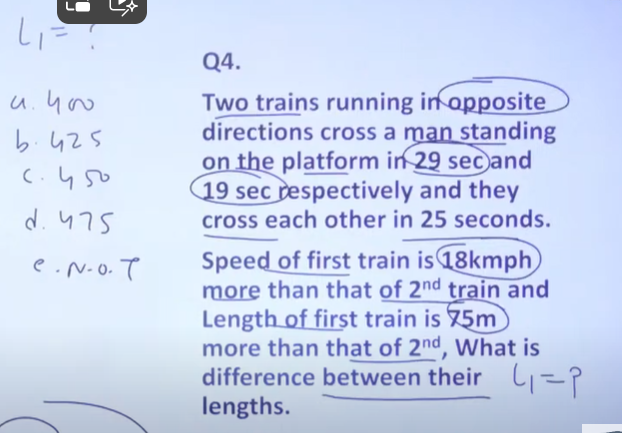 L1 = ?
a. 400
b. 425
c. 450
d. 475
e. N.O.T
Q4.
Two trains running in opposite
directions cross a man standing
on the platform in 29 sec and
19 sec respectively and they
cross each other in 25 seconds.
Speed of first train is 18kmph
more than that of 2nd train and
Length of first train is 75m
more than that of 2nd, What is
difference between their L1=?
lengths.